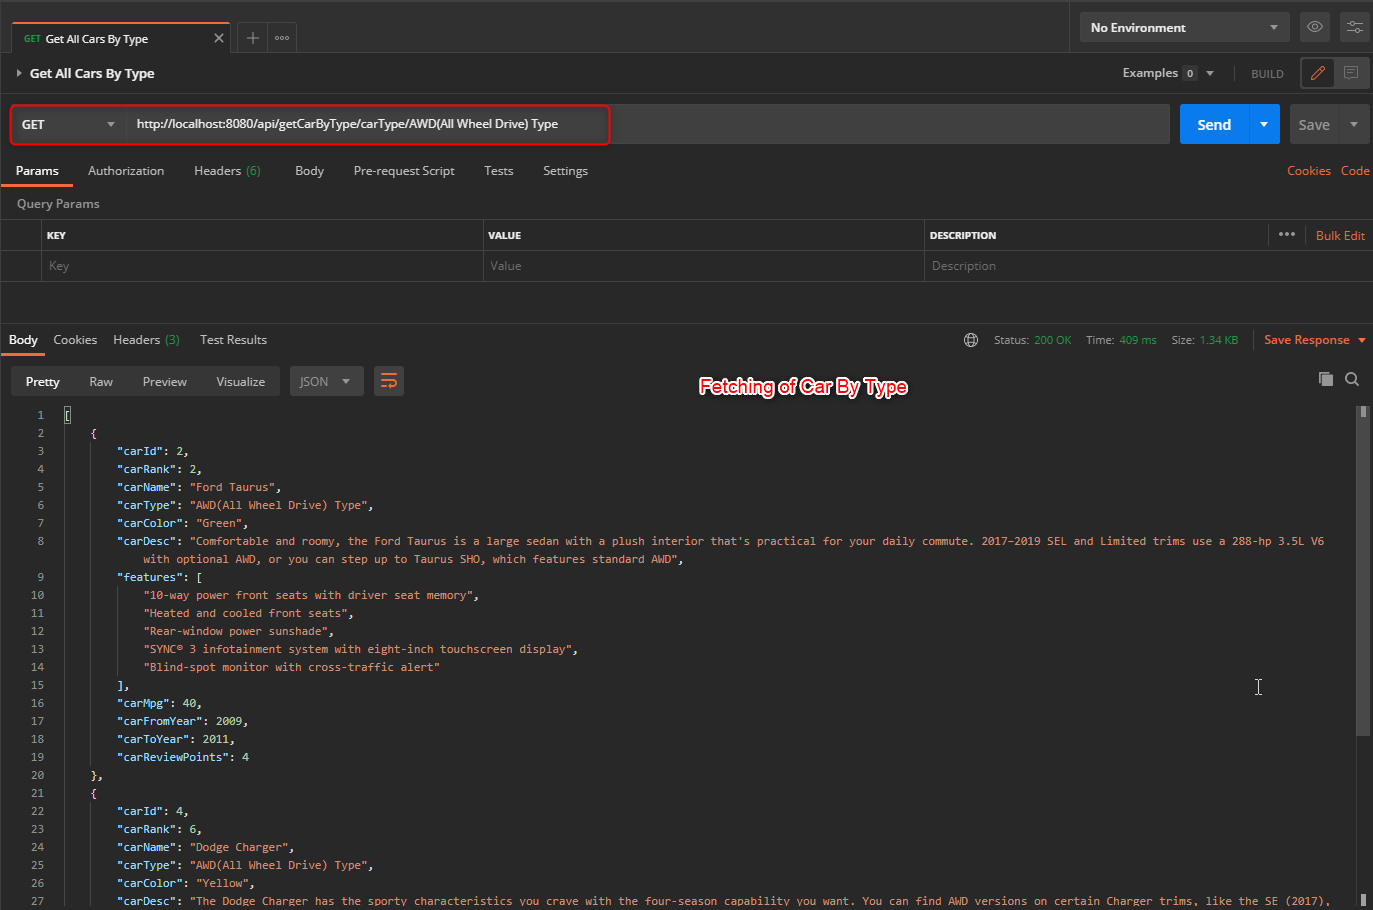 GET Get All Cars By Type
No Environment
Get All Cars By Type
Examples 0
BUILD
GET http://localhost:8080/api/getCarByType/carType/AWD(All Wheel Drive) Type
Send
Save
Params Authorization Headers (6) Body Pre-request Script Tests Settings Cookies Code
Query Params
KEY VALUE DESCRIPTION ••• Bulk Edit
Key Value Description
Body Cookies Headers (3) Test Results Status: 200 OK Time: 409 ms Size: 1.34 KB Save Response
Pretty Raw Preview Visualize JSON
Fetching of Car By Type
1 [
2 {
3 "carId": 2,
4 "carRank": 2,
5 "carName": "Ford Taurus",
6 "carType": "AWD(All Wheel Drive) Type",
7 "carColor": "Green",
8 "carDesc": "Comfortable and roomy, the Ford Taurus is a large sedan with a plush interior that's practical for your daily commute. 2017–2019 SEL and Limited trims use a 288-hp 3.5L V6
with optional AWD, or you can step up to Taurus SHO, which features standard AWD",
9 "features": [
10 "10-way power front seats with driver seat memory",
11 "Heated and cooled front seats",
12 "Rear-window power sunshade",
13 "SYNC® 3 infotainment system with eight-inch touchscreen display",
14 "Blind-spot monitor with cross-traffic alert"
15 ],
16 "carMpg": 40,
17 "carFromYear": 2009,
18 "carToYear": 2011,
19 "carReviewPoints": 4
20 },
21 {
22 "carId": 4,
23 "carRank": 6,
24 "carName": "Dodge Charger",
25 "carType": "AWD(All Wheel Drive) Type",
26 "carColor": "Yellow",
27 "carDesc": "The Dodge Charger has the sporty characteristics you crave with the four-season capability you want. You can find AWD versions on certain Charger trims, like the SE (2017),